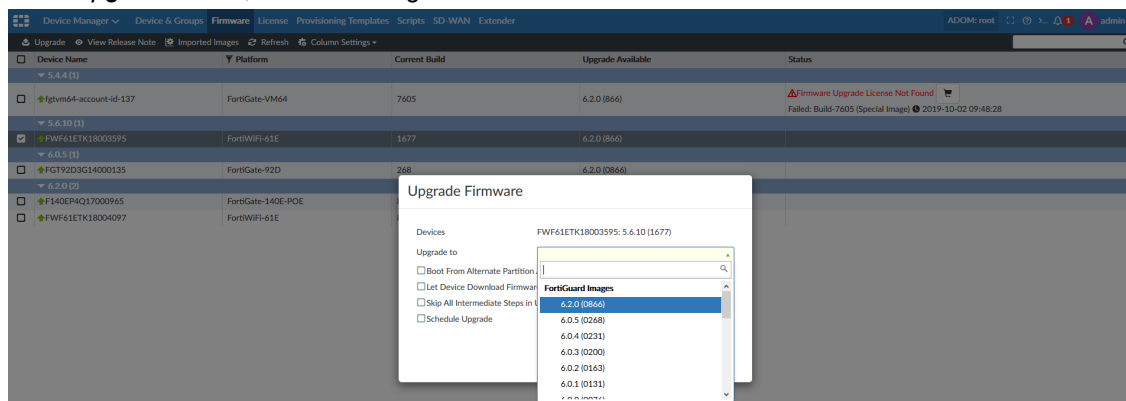 Device Manager Device & Groups Firmware License Provisioning Templates Scripts SD-WAN Extender ADOM: root 1 A admin
Upgrade View Release Note Imported Images Refresh Column Settings
Device Name Platform Current Build Upgrade Available Status
5.4.4 (1)
fgtvm64-account-id-137 FortiGate-VM64 7605 6.2.0 (866) Firmware Upgrade License Not Found
Failed: Build-7605 (Special Image) 2019-10-02 09:48:28
5.6.10 (1)
FWF61ETK18003595 FortiWiFi-61E 1677 6.2.0 (866)
6.0.5 (1)
FGT92D3G14000135 FortiGate-92D 268 6.2.0 (0866)
6.2.0 (2)
F140EP4Q17000965 FortiGate-140E-POE
FWF61ETK18004097 FortiWiFi-61E
Upgrade Firmware
Devices FWF61ETK18003595: 5.6.10 (1677)
Upgrade to
Boot From Alternate Partition
Let Device Download Firmwar
Skip All Intermediate Steps in U
Schedule Upgrade
FortiGuard Images
6.2.0 (0866)
6.0.5 (0268)
6.0.4 (0231)
6.0.3 (0200)
6.0.2 (0163)
6.0.1 (0131)